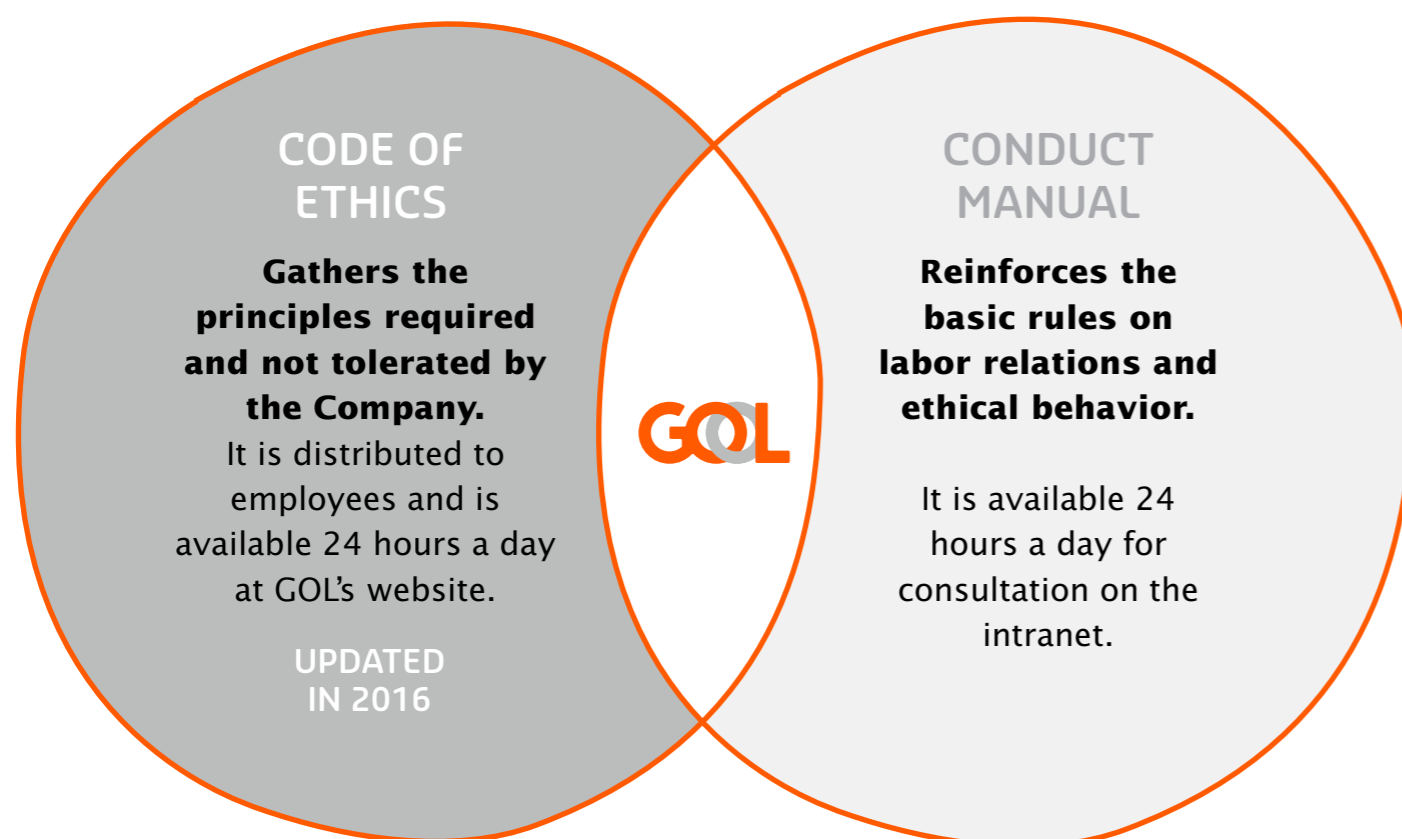 CODE OF
ETHICS
Gathers the
principles required
and not tolerated by
the Company.
It is distributed to
employees and is
available 24 hours a day
at GOL's website.
UPDATED
IN 2016
GOL
CONDUCT
MANUAL
Reinforces the
basic rules on
labor relations and
ethical behavior.
It is available 24
hours a day for
consultation on the
intranet.